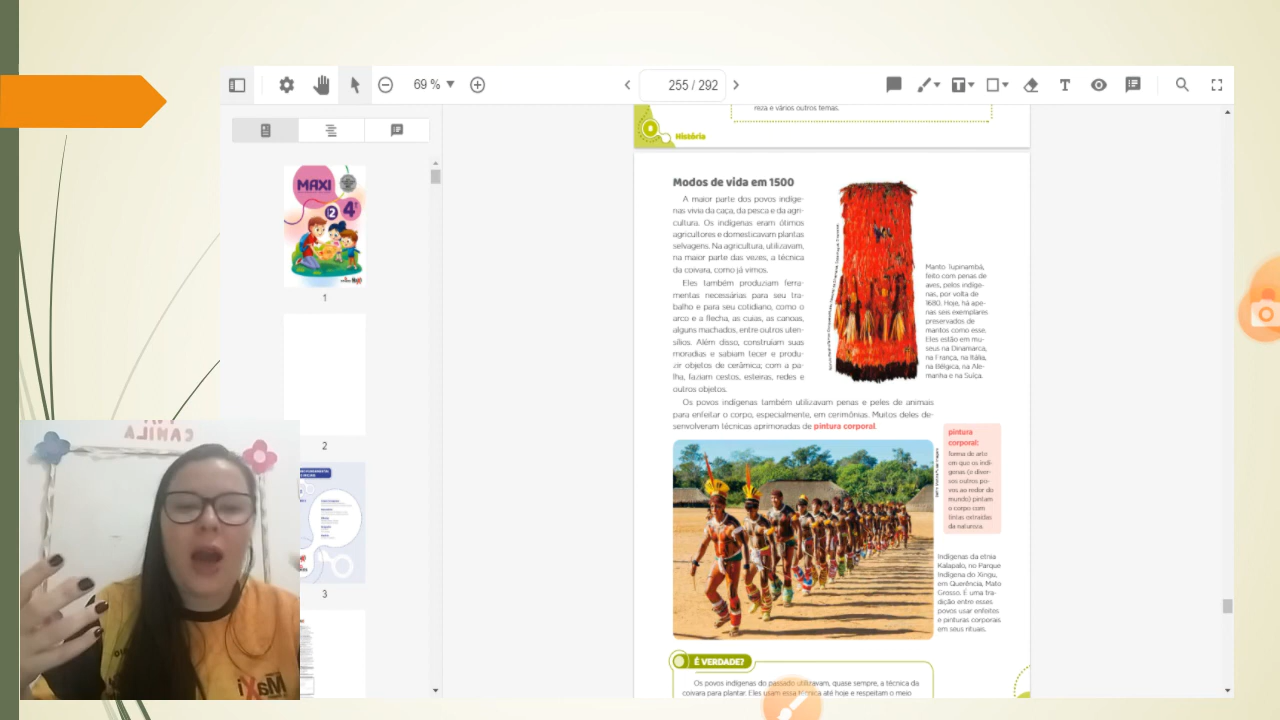 69 %
255 / 292
reza e vários outros temas.
8
História
MAXI
2
4º
1
2
3
CAMILA
Modos de vida em 1500
A maior parte dos povos indíge-
nas vivia da caça, da pesca e da agri-
cultura. Os indígenas eram ótimos
agricultores e domesticavam plantas
selvagens. Na agricultura, utilizavam,
na maior parte das vezes, a técnica
da coivara, como já vimos.
Eles também produziam ferra-
mentas necessárias para seu tra-
balho e para seu cotidiano, como o
arco e a flecha, as cuias, as canoas,
alguns machados, entre outros uten-
sílios. Além disso, construíam suas
moradias e sabiam tecer e produ-
zir objetos de cerâmica; com a pa-
lha, faziam cestos, esteiras, redes e
outros objetos.
Manto Tupinambá,
feito com penas de
aves, pelos indíge-
nas, por volta de
1680. Hoje, há ape-
nas seis exemplares
preservados de
mantos como esse.
Eles estão em mu-
seus na Dinamarca,
na França, na Itália,
na Bélgica, na Ale-
manha e na Suíça.
Os povos indígenas também utilizavam penas e peles de animais
para enfeitar o corpo, especialmente, em cerimônias. Muitos deles de-
senvolveram técnicas aprimoradas de pintura corporal.
pintura
corporal:
forma de arte
em que os indí-
genas (e diver-
sos outros po-
vos ao redor do
mundo) pintam
o corpo com
tintas extraídas
da natureza.
Indígenas da etnia
Kalapalo, no Parque
Indígena do Xingu,
em Querência, Mato
Grosso. É uma tra-
dição entre esses
povos usar enfeites
e pinturas corporais
em seus rituais.
É VERDADE?
Os povos indígenas do passado utilizavam, quase sempre, a técnica da
coivara para plantar. Eles usam essa técnica até hoje e respeitam o meio